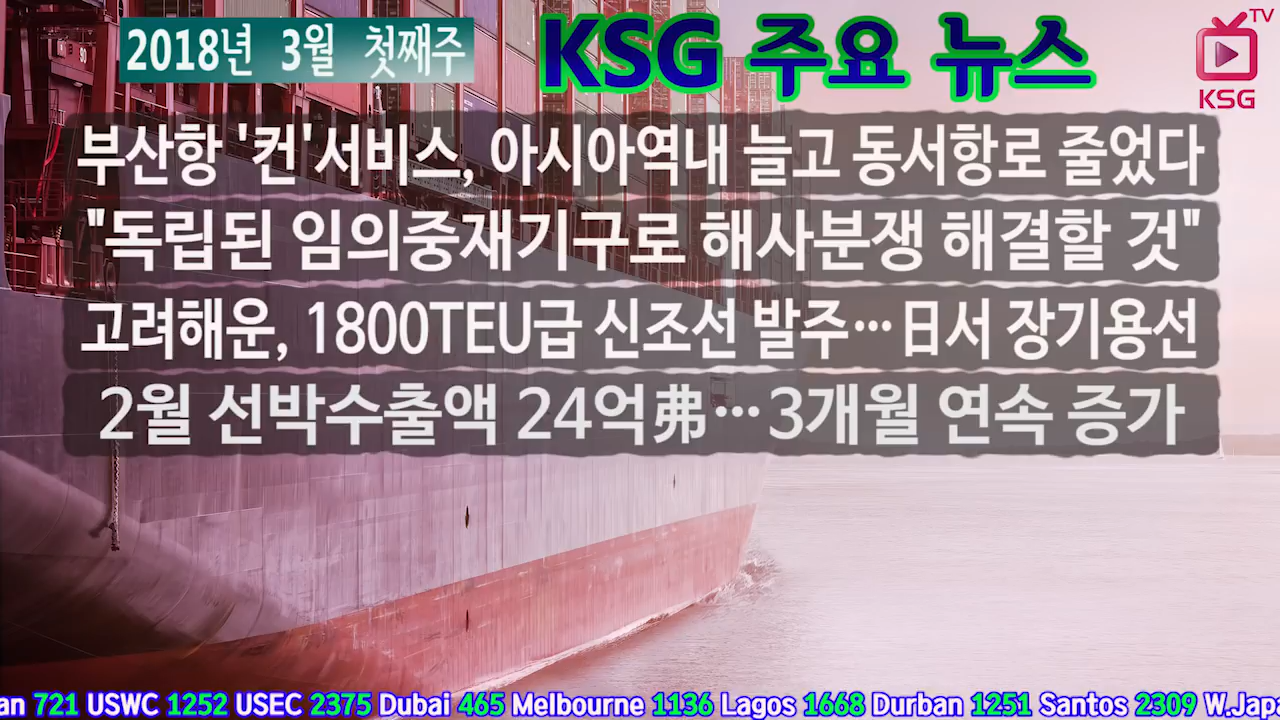 2018년 3월 첫째주
KSG 주요 뉴스
TV
KSG
부산항 '컨'서비스, 아시아역내 늘고 동서항로 줄었다
"독립된 임의중재기구로 해사분쟁 해결할 것"
고려해운, 1800TEU급 신조선 발주…日서 장기용선
2월 선박수출액 24억弗…3개월 연속 증가
an 721 USWC 1252 USEC 2375 Dubai 465 Melbourne 1136 Lagos 1668 Durban 1251 Santos 2309 W.Japa